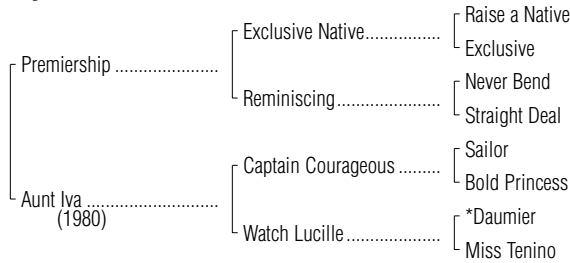 Raise a Native
Exclusive Native.................
Exclusive
Premiership ......................
Never Bend
Reminiscing......................
Straight Deal
Sailor
Captain Courageous .........
Bold Princess
Aunt Iva ............................
(1980)
*Daumier
Watch Lucille....................
Miss Tenino